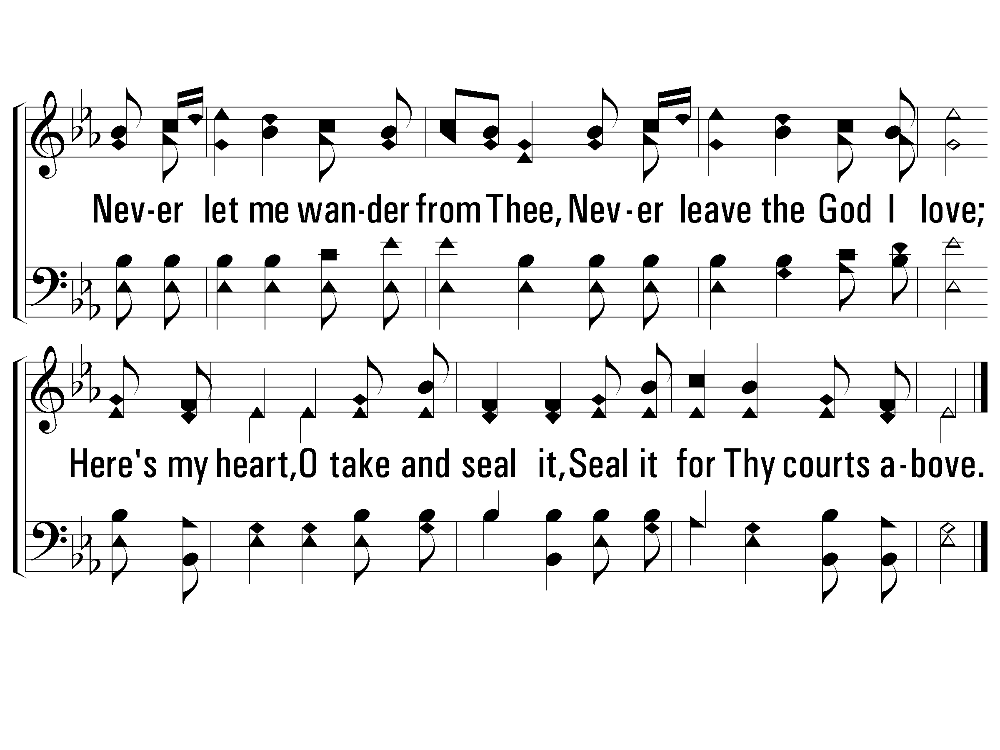 Nev-er let me wan-der from Thee, Nev-er leave the God I love;
Here's my heart, O take and seal it, Seal it for Thy courts a-bove.